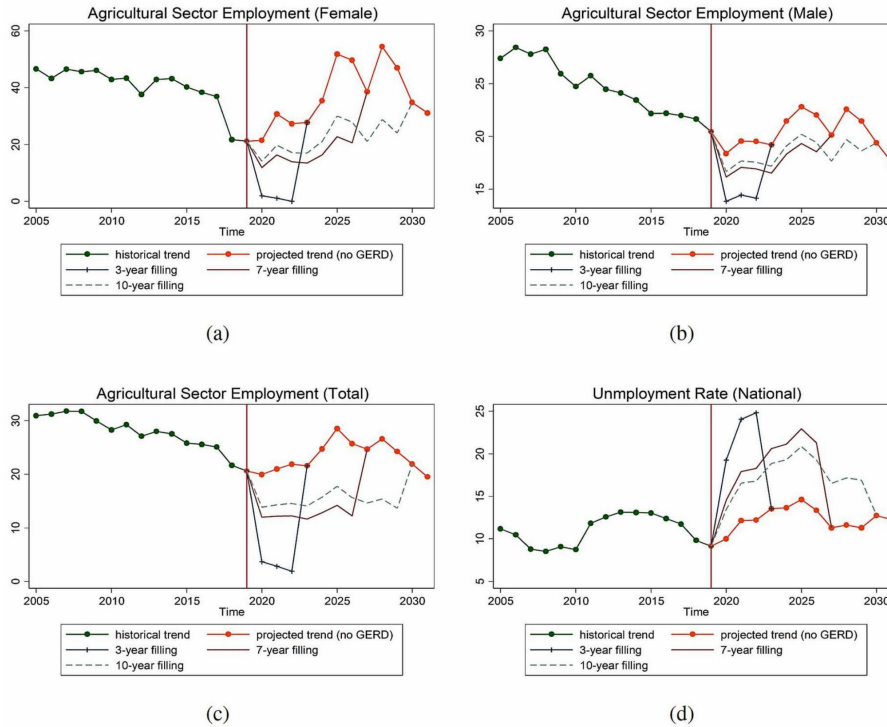 Agricultural Sector Employment (Female)
60
40
20
0
2005 2010 2015 2020 2025 2030
Time
historical trend projected trend (no GERD)
3-year filling 7-year filling
10-year filling
(a)
Agricultural Sector Employment (Male)
30
25
20
15
2005 2010 2015 2020 2025 2030
Time
historical trend projected trend (no GERD)
3-year filling 7-year filling
10-year filling
(b)
Agricultural Sector Employment (Total)
30
20
10
0
2005 2010 2015 2020 2025 2030
Time
historical trend projected trend (no GERD)
3-year filling 7-year filling
10-year filling
(c)
Unmployment Rate (National)
25
20
15
10
5
2005 2010 2015 2020 2025 2030
Time
historical trend projected trend (no GERD)
3-year filling 7-year filling
10-year filling
(d)